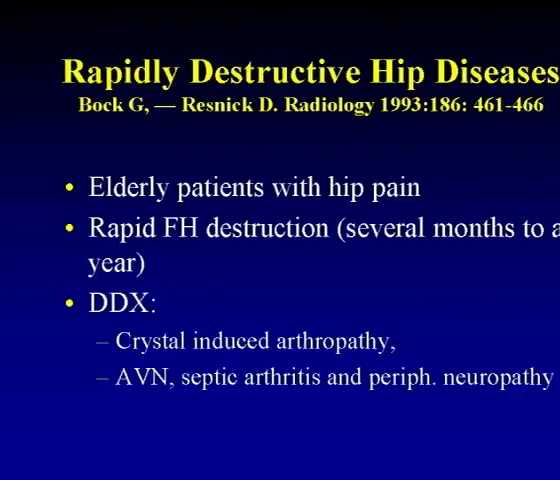 Rapidly Destructive Hip Diseases
Bock G, — Resnick D. Radiology 1993:186: 461-466
• Elderly patients with hip pain
• Rapid FH destruction (several months to a
year)
• DDX:
– Crystal induced arthropathy,
– AVN, septic arthritis and periph. neuropathy